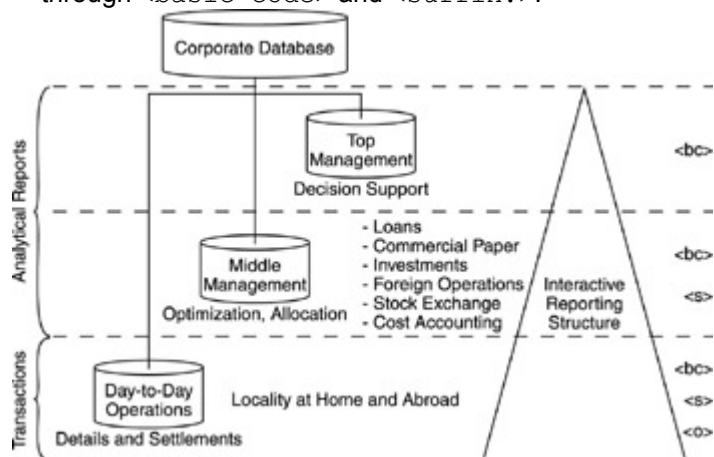 through <basic code> and <suffix>.
Corporate Database
Analytical Reports
Top
Management
Decision Support
<bc>
Middle
Management
Optimization, Allocation
- Loans
- Commercial Paper
- Investments
- Foreign Operations
- Stock Exchange
- Cost Accounting
Interactive
Reporting
Structure
<bc>
<s>
Transactions
Day-to-Day
Operations
Details and Settlements
Locality at Home and Abroad
<bc>
<s>
<o>